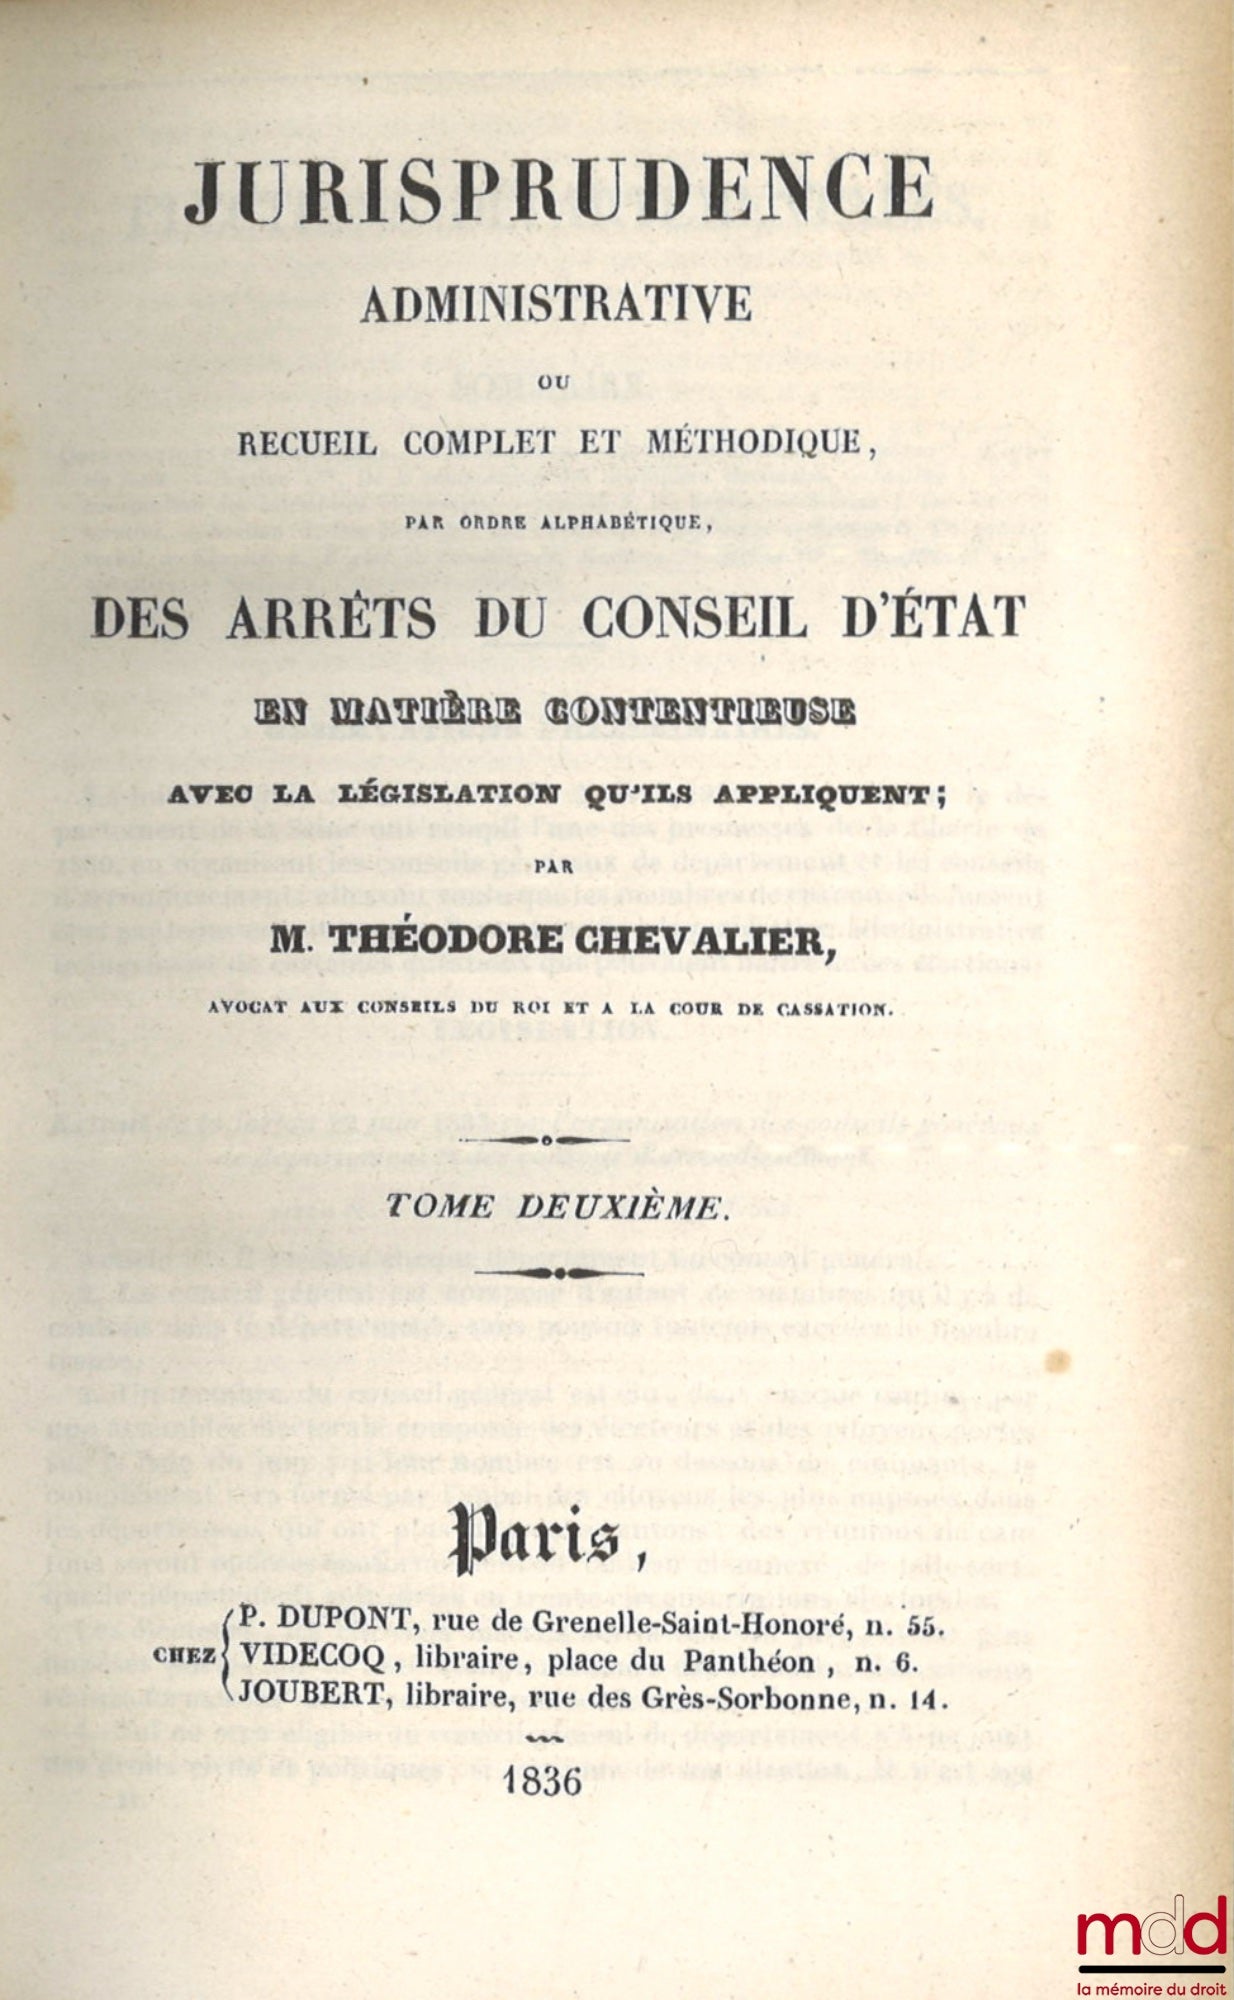 JURISPRUDENCE
ADMINISTRATIVE
OU
RECUEIL COMPLET ET MÉTHODIQUE,
PAR ORDRE ALPHABÉTIQUE,
DES ARRÊTS DU CONSEIL D'ÉTAT
EN MATIÈRE CONTENTIEUSE
AVEC LA LÉGISLATION QU'ILS APPLIQUENT;
PAR
M. THÉODORE CHEVALIER,
AVOCAT AUX CONSEILS DU ROI ET A LA COUR DE CASSATION.
TOME DEUXIÈME.
Paris,
P. DUPONT, rue de Grenelle-Saint-Honoré, n. 55.
CHEZ VIDECOQ, libraire, place du Panthéon, n. 6.
JOUBERT, libraire, rue des Grès-Sorbonne, n. 14.
1836
mdd
la mémoire du droit